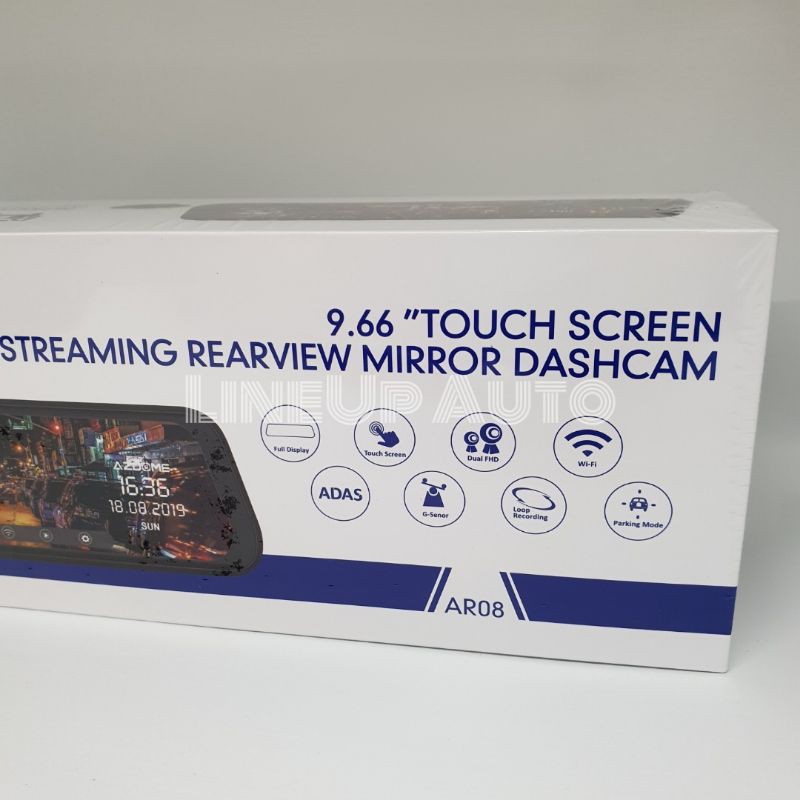 9.66 "TOUCH SCREEN
STREAMING REARVIEW MIRROR DASHCAM
LINEUP AUTO
Full Display
Touch Screen
Dual FHD
Wi-Fi
ADAS
G-Senor
Loop
Recording
Parking Mode
AZDOME
16:36
18.08.2019
SUN
AR08